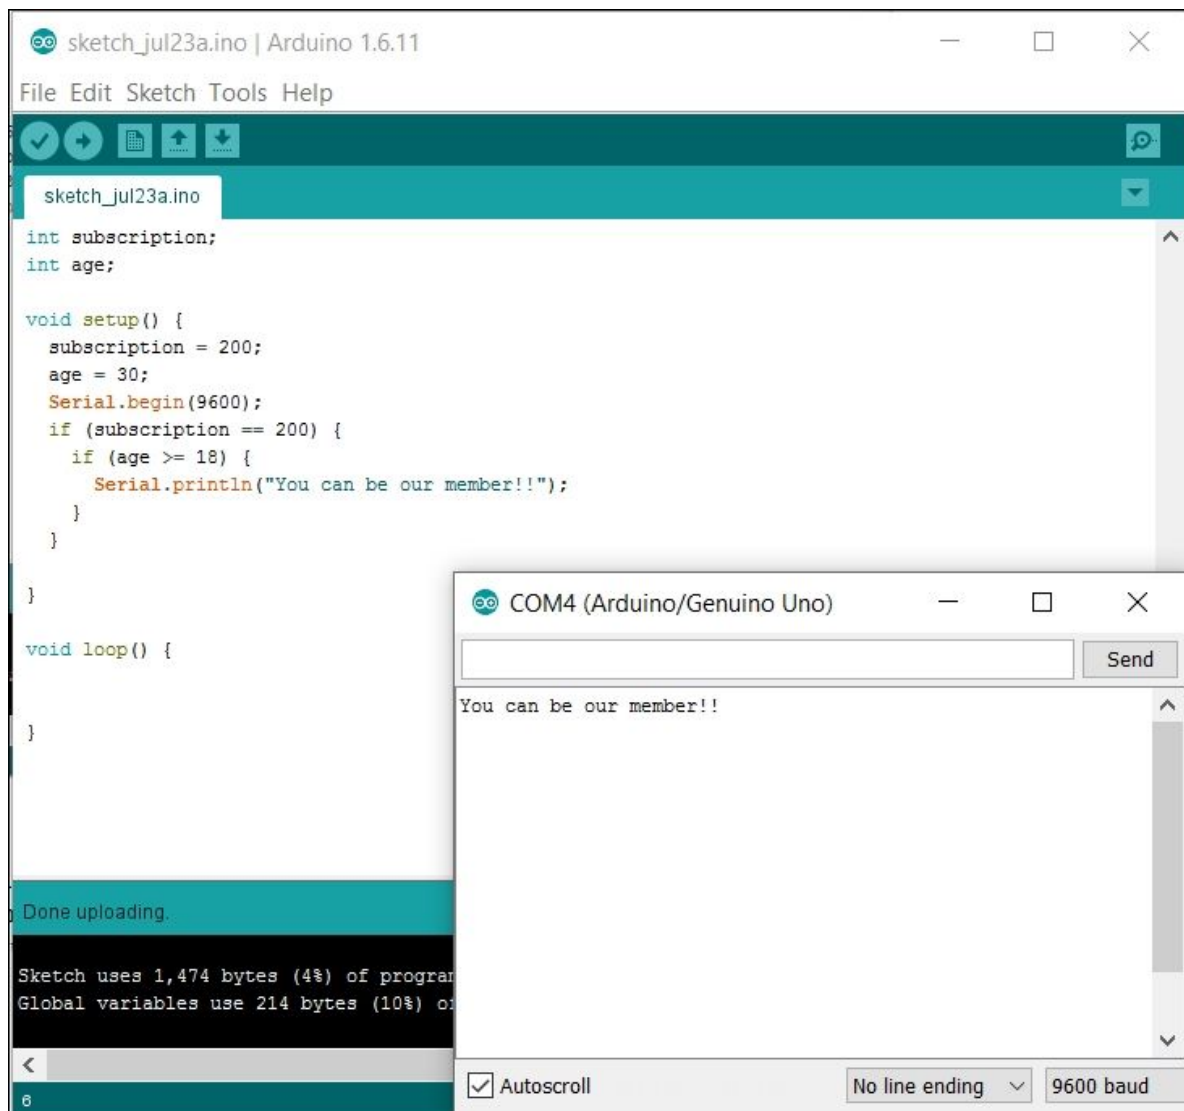 sketch_jul23a.ino | Arduino 1.6.11
File Edit Sketch Tools Help
sketch_jul23a.ino
int subscription;
int age;
void setup() {
subscription = 200;
age = 30;
Serial.begin(9600);
if (subscription == 200) {
if (age >= 18) {
Serial.println("You can be our member!!");
}
}
}
void loop() {
}
COM4 (Arduino/Genuino Uno)
Send
You can be our member!!
Autoscroll
No line ending
9600 baud
Done uploading.
Sketch uses 1,474 bytes (4%) of
Global variables use 214 bytes (10%)
6